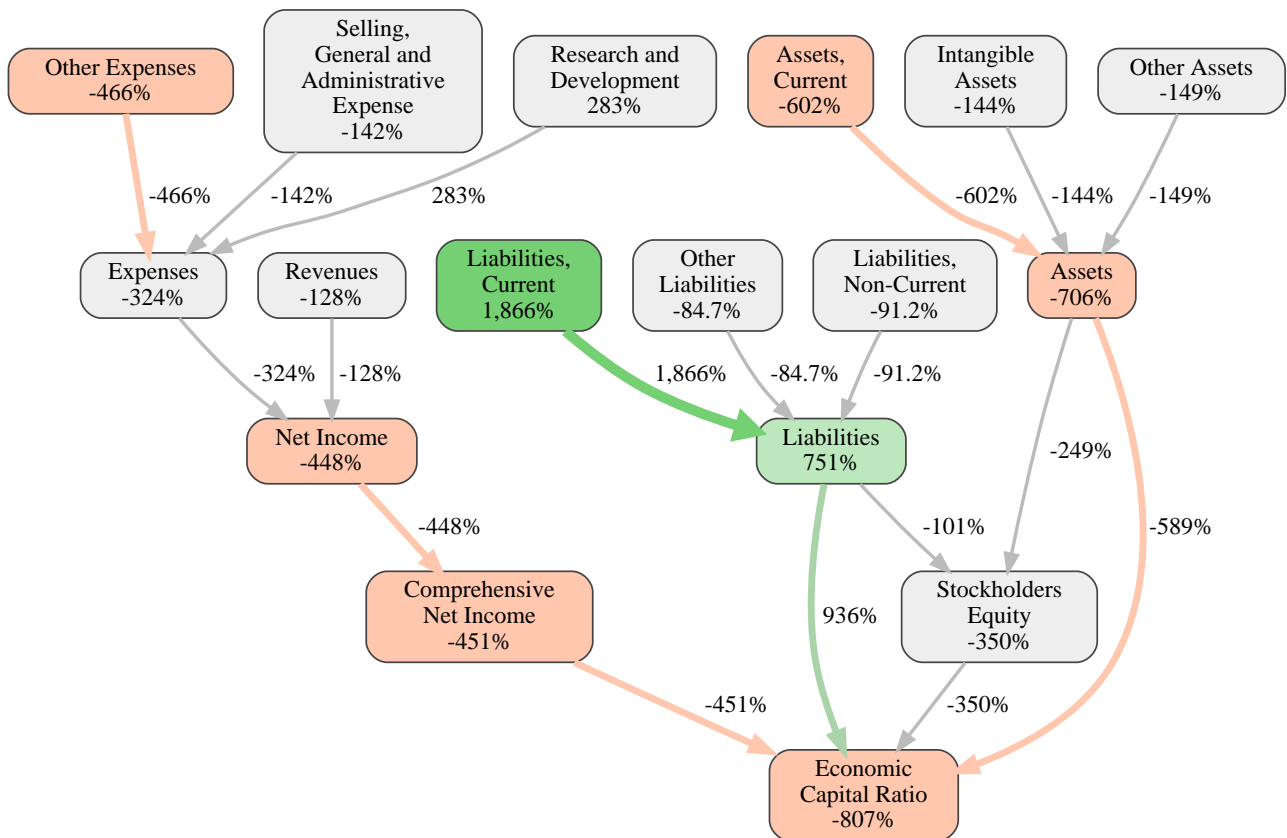 Other Expenses
-466%
Selling,
General and
Administrative
Expense
-142%
Research and
Development
283%
Assets,
Current
-602%
Intangible
Assets
-144%
Other Assets
-149%
-466%
-142%
283%
-602%
-144%
-149%
Expenses
-324%
Revenues
-128%
Liabilities,
Current
1,866%
Other
Liabilities
-84.7%
Liabilities,
Non-Current
-91.2%
Assets
-706%
-324%
-128%
1,866%
-84.7%
-91.2%
Net Income
-448%
Liabilities
751%
-249%
-448%
-101%
-589%
Comprehensive
Net Income
-451%
936%
Stockholders
Equity
-350%
-451%
-350%
Economic
Capital Ratio
-807%